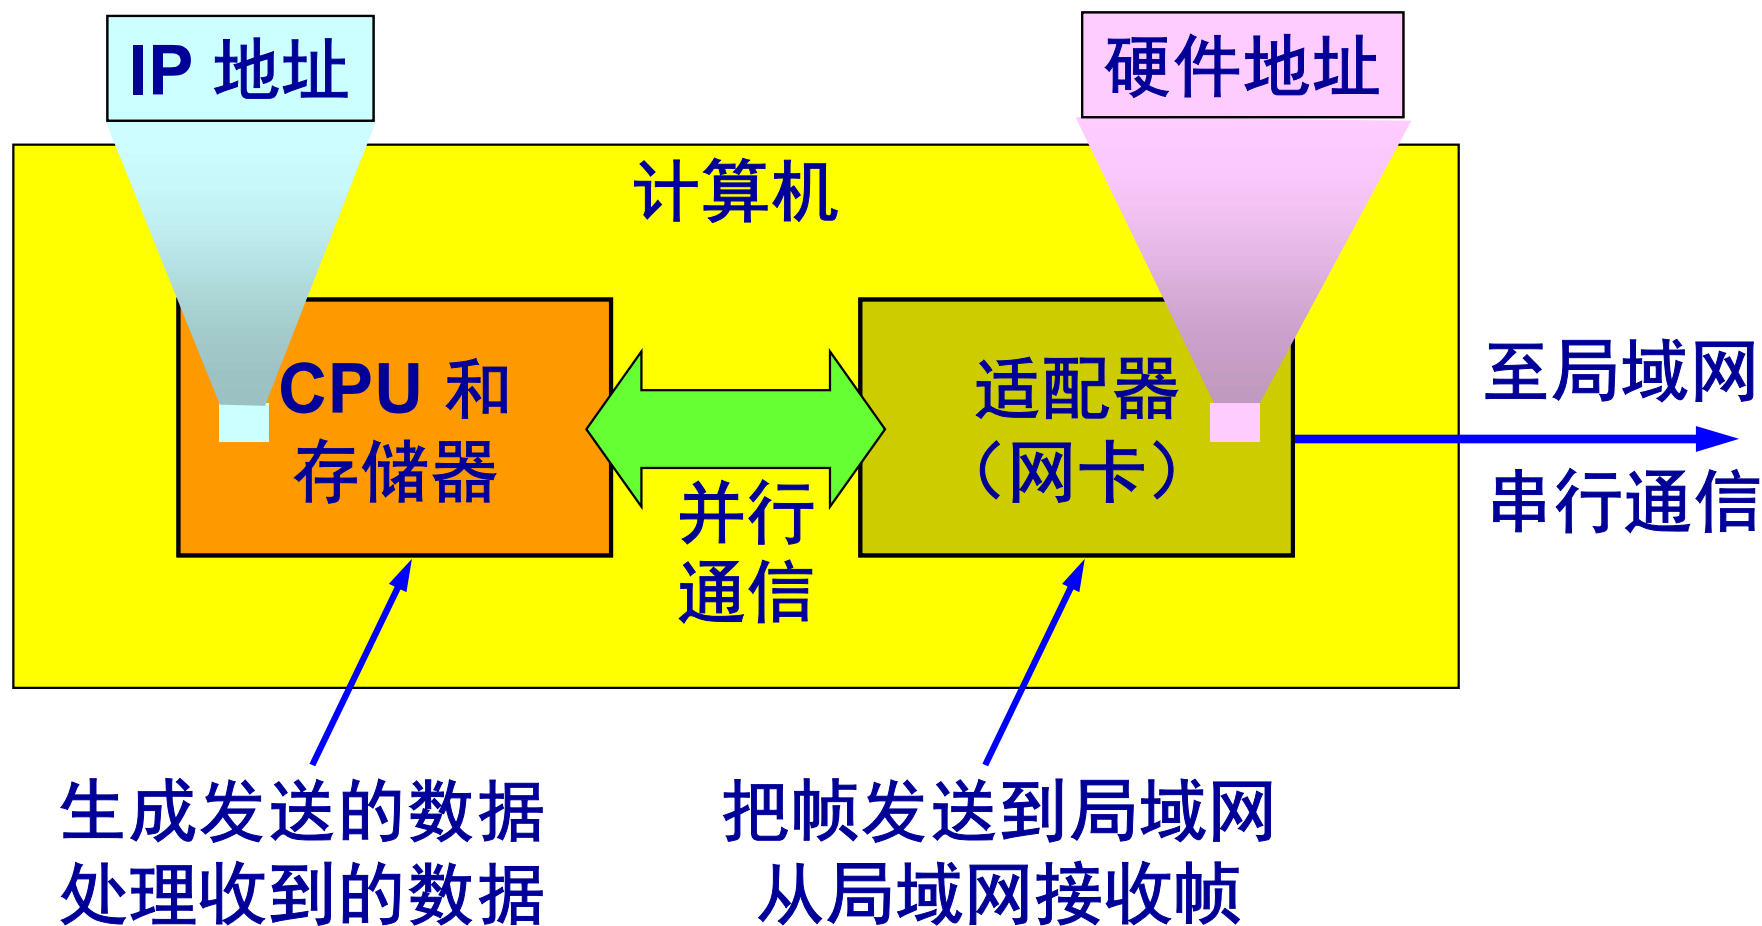 IP 地址
硬件地址
计算机
CPU 和
存储器
适配器
（网卡）
并行
通信
至局域网
串行通信
生成发送的数据
处理收到的数据
把帧发送到局域网
从局域网接收帧